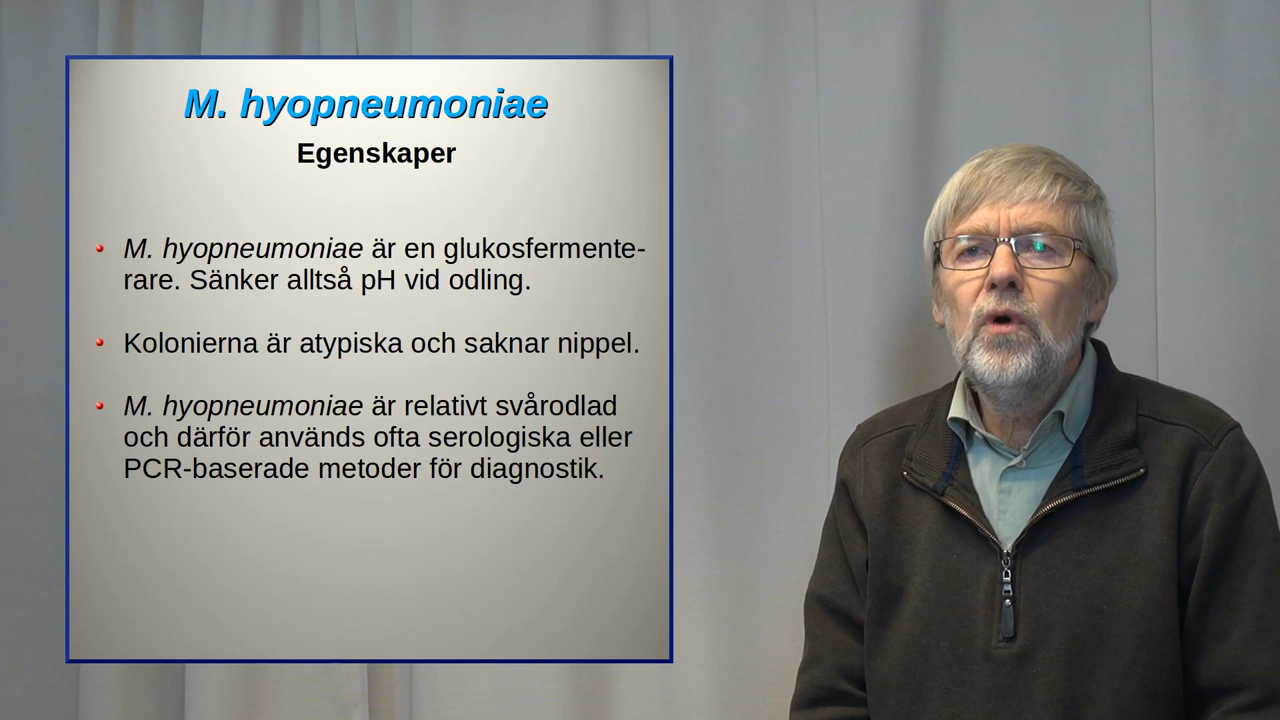 M. hyopneumoniae
Egenskaper
M. hyopneumoniae är en glukosfermente-
rare. Sänker alltså pH vid odling.
Kolonierna är atypiska och saknar nippel.
M. hyopneumoniae är relativt svårodlad
och därför används ofta serologiska eller
PCR-baserade metoder för diagnostik.